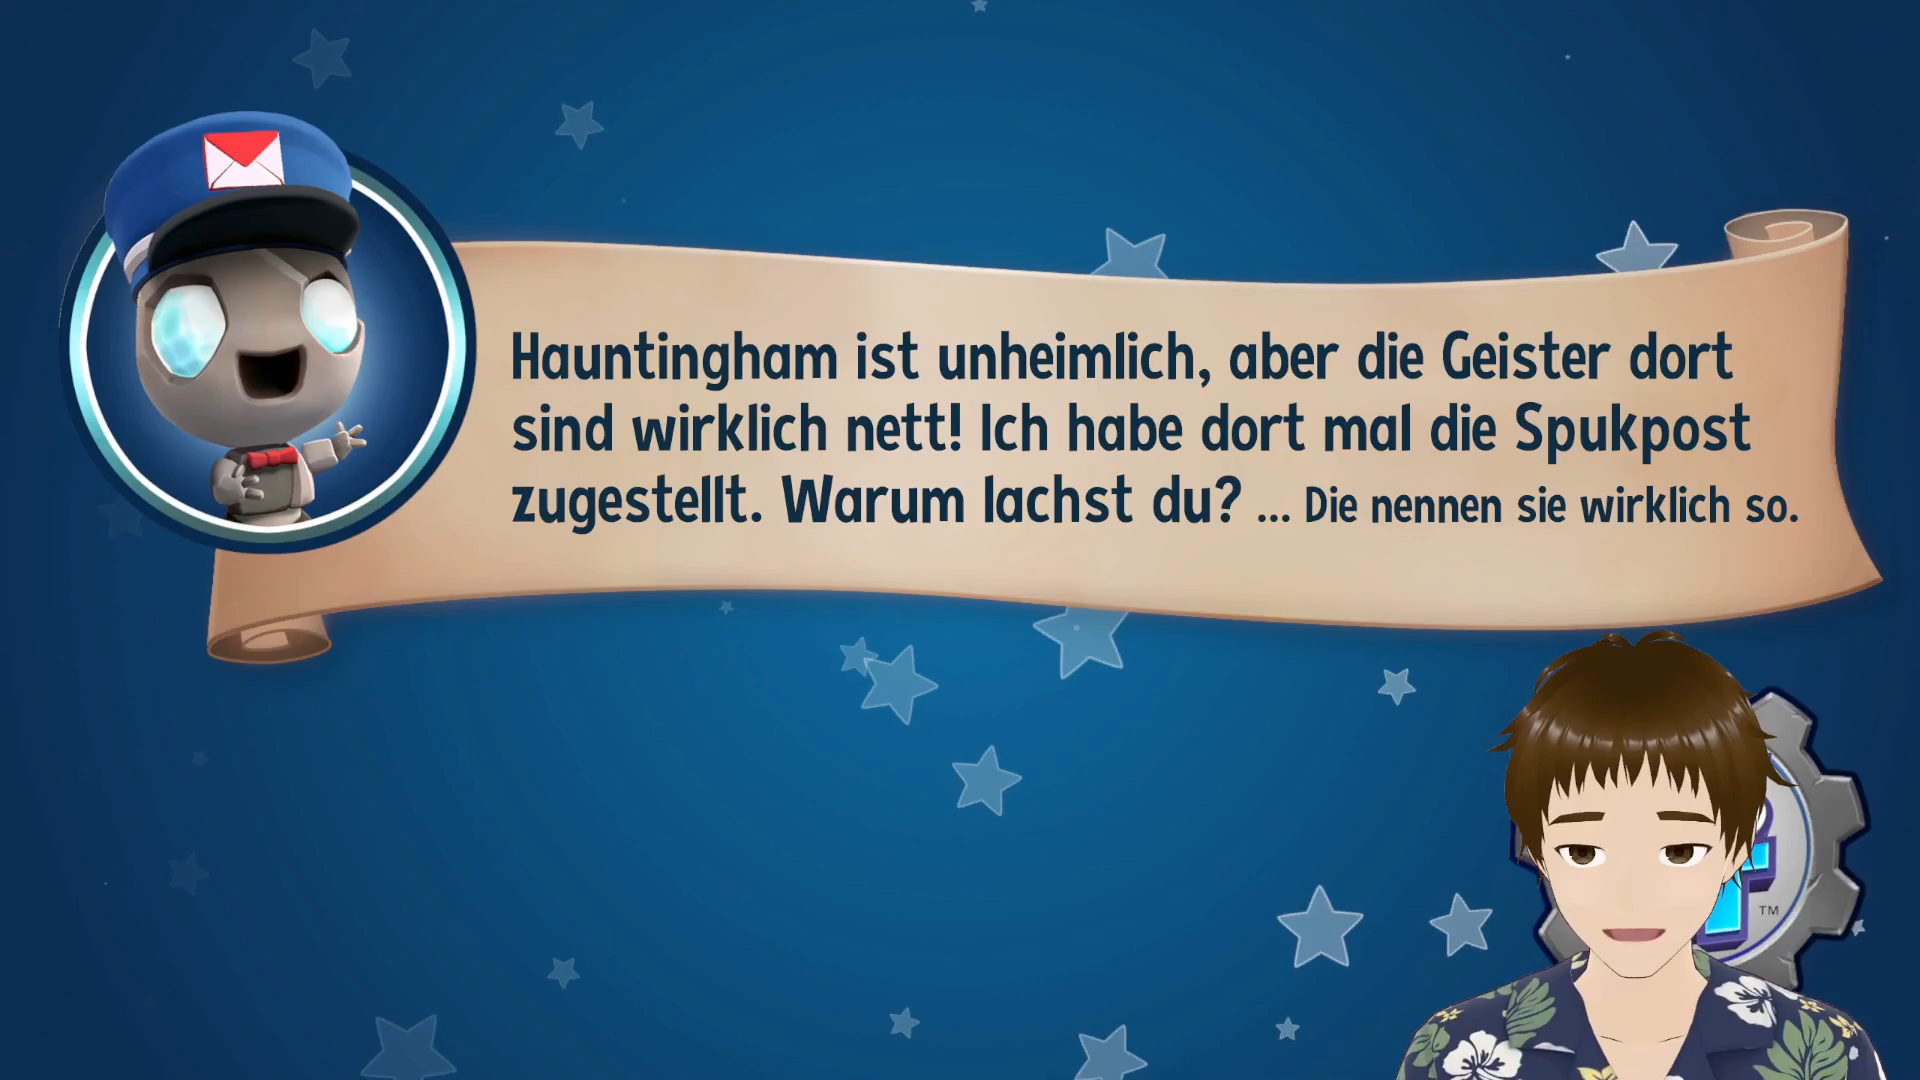 Hauntingham ist unheimlich, aber die Geister dort
sind wirklich nett! Ich habe dort mal die Spukpost
zugestellt. Warum lachst du? ... Die nennen sie wirklich so.
TM